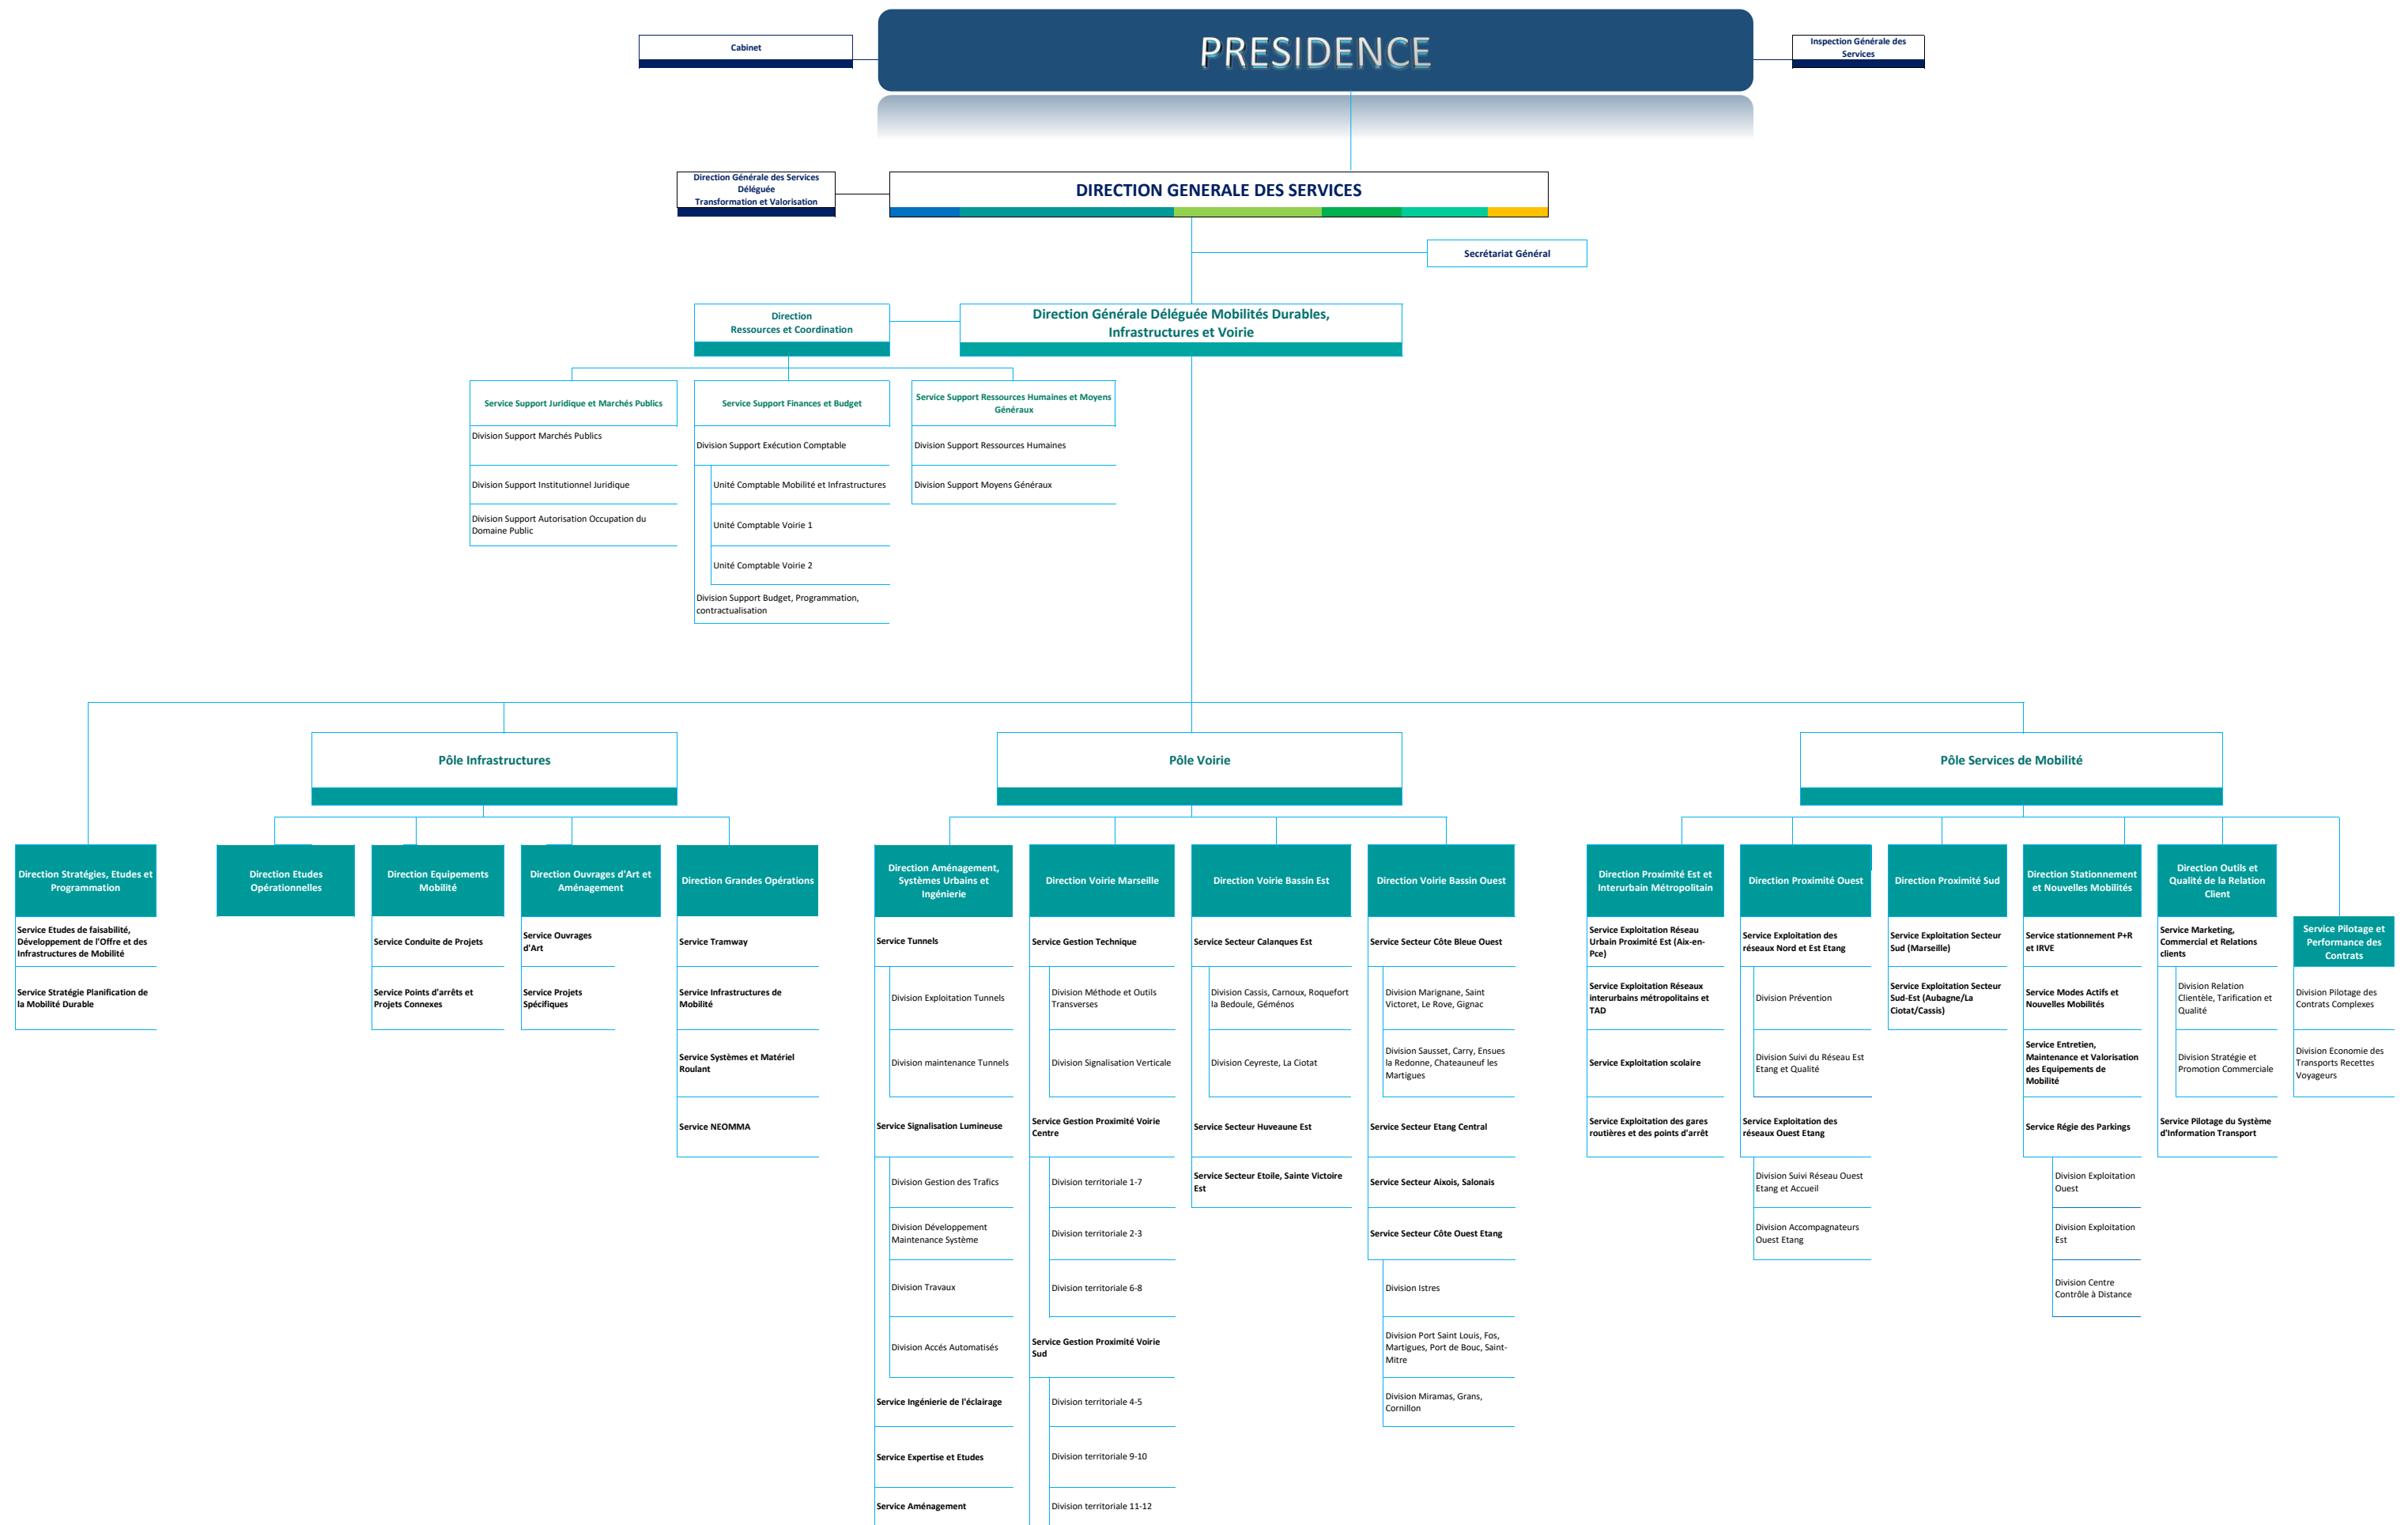 PRESIDENCE
Cabinet
Inspection Générale des
Services
Direction Générale des Services
Déléguée
Transformation et Valorisation
DIRECTION GENERALE DES SERVICES
Secrétariat Général
Direction
Ressources et Coordination
Direction Générale Déléguée Mobilités Durables,
Infrastructures et Voirie
Service Support Juridique et Marchés Publics
Division Support Marchés Publics
Division Support Institutionnel Juridique
Division Support Autorisation Occupation du
Domaine Public
Service Support Finances et Budget
Division Support Exécution Comptable
Unité Comptable Mobilité et Infrastructures
Unité Comptable Voirie 1
Unité Comptable Voirie 2
Division Support Budget, Programmation,
contractualisation
Service Support Ressources Humaines et Moyens
Généraux
Division Support Ressources Humaines
Division Support Moyens Généraux
Direction Stratégies, Etudes et
Programmation
Service Etudes de faisabilité,
Développement de l'Offre et des
Infrastructures de Mobilité
Service Stratégie Planification de
la Mobilité Durable
Pôle Infrastructures
Direction Etudes
Opérationnelles
Direction Equipements
Mobilité
Service Conduite de Projets
Service Points d'arrêts et
Projets Connexes
Direction Ouvrages d'Art et
Aménagement
Service Ouvrages
d'Art
Service Projets
Spécifiques
Direction Grandes Opérations
Service Tramway
Service Infrastructures de
Mobilité
Service Systèmes et Matériel
Roulant
Service NEOMMA
Pôle Voirie
Direction Aménagement,
Systèmes Urbains et
Ingénierie
Service Tunnels
Division Exploitation Tunnels
Division maintenance Tunnels
Service Signalisation Lumineuse
Division Gestion des Trafics
Division Développement
Maintenance Système
Division Travaux
Division Accés Automatisés
Service Ingénierie de l'éclairage
Service Expertise et Etudes
Service Aménagement
Direction Voirie Marseille
Service Gestion Technique
Division Méthode et Outils
Transverses
Division Signalisation Verticale
Service Gestion Proximité Voirie
Centre
Division territoriale 1-7
Division territoriale 2-3
Division territoriale 6-8
Service Gestion Proximité Voirie
Sud
Division territoriale 4-5
Division territoriale 9-10
Division territoriale 11-12
Direction Voirie Bassin Est
Service Secteur Calanques Est
Division Cassis, Carnoux, Roquefort
la Bedoule, Géménos
Division Ceyreste, La Ciotat
Service Secteur Huveaune Est
Service Secteur Etoile, Sainte Victoire
Est
Direction Voirie Bassin Ouest
Service Secteur Côte Bleue Ouest
Division Marignane, Saint
Victoret, Le Rove, Gignac
Division Sausset, Carry, Ensues
la Redonne, Chateauneuf les
Martigues
Service Secteur Etang Central
Service Secteur Aixois, Salonais
Service Secteur Côte Ouest Etang
Division Istres
Division Port Saint Louis, Fos,
Martigues, Port de Bouc, Saint-
Mitre
Division Miramas, Grans,
Cornillon
Pôle Services de Mobilité
Direction Proximité Est et
Interurbain Métropolitain
Service Exploitation Réseau
Urbain Proximité Est (Aix-en-
Pce)
Service Exploitation Réseaux
interurbains métropolitains et
TAD
Service Exploitation scolaire
Service Exploitation des gares
routières et des points d'arrêt
Direction Proximité Ouest
Service Exploitation des
réseaux Nord et Est Etang
Division Prévention
Division Suivi du Réseau Est
Etang et Qualité
Service Exploitation des
réseaux Ouest Etang
Division Suivi Réseau Ouest
Etang et Accueil
Division Accompagnateurs
Ouest Etang
Direction Proximité Sud
Service Exploitation Secteur
Sud (Marseille)
Service Exploitation Secteur
Sud-Est (Aubagne/La
Ciotat/Cassis)
Direction Stationnement
et Nouvelles Mobilités
Service stationnement P+R
et IRVE
Service Modes Actifs et
Nouvelles Mobilités
Service Entretien,
Maintenance et Valorisation
des Equipements de
Mobilité
Service Régie des Parkings
Division Exploitation
Ouest
Division Exploitation
Est
Division Centre
Contrôle à Distance
Direction Outils et
Qualité de la Relation
Client
Service Marketing,
Commercial et Relations
clients
Division Relation
Clientèle, Tarification et
Qualité
Division Stratégie et
Promotion Commerciale
Service Pilotage du Système
d'Information Transport
Service Pilotage et
Performance des
Contrats
Division Pilotage des
Contrats Complexes
Division Economie des
Transports Recettes
Voyageurs